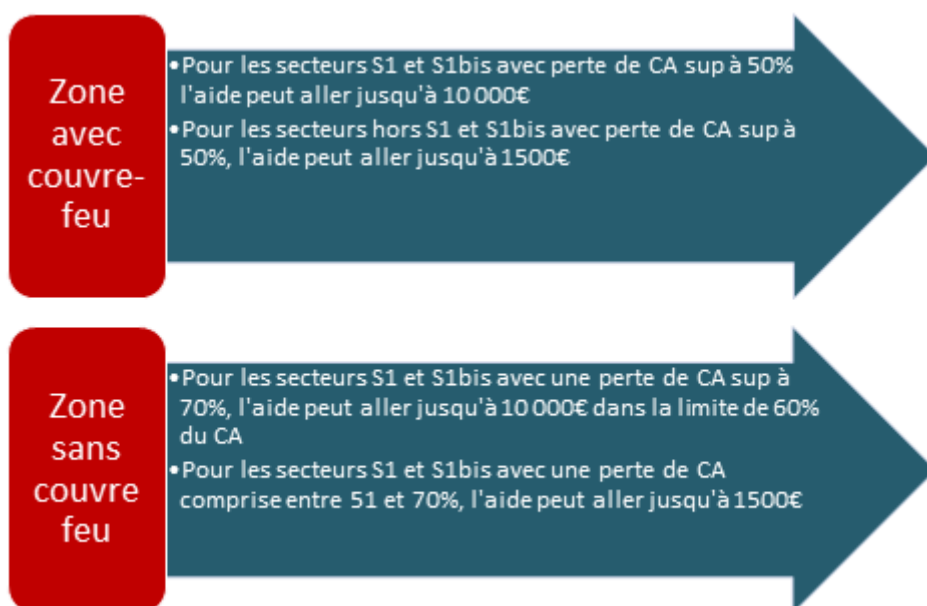 Zone
avec
couvre-
feu
•Pour les secteurs S1 et S1bis avec perte de CA sup à 50%
l'aide peut aller jusqu'à 10 000€
•Pour les secteurs hors S1 et S1bis avec perte de CA sup à
50%, l'aide peut aller jusqu'à 1500€
Zone
sans
couvre
feu
•Pour les secteurs S1 et S1bis avec une perte de CA sup à
70%, l'aide peut aller jusqu'à 10 000€ dans la limite de 60%
du CA
•Pour les secteurs S1 et S1bis avec une perte de CA
comprise entre 51 et 70%, l'aide peut aller jusqu'à 1500€